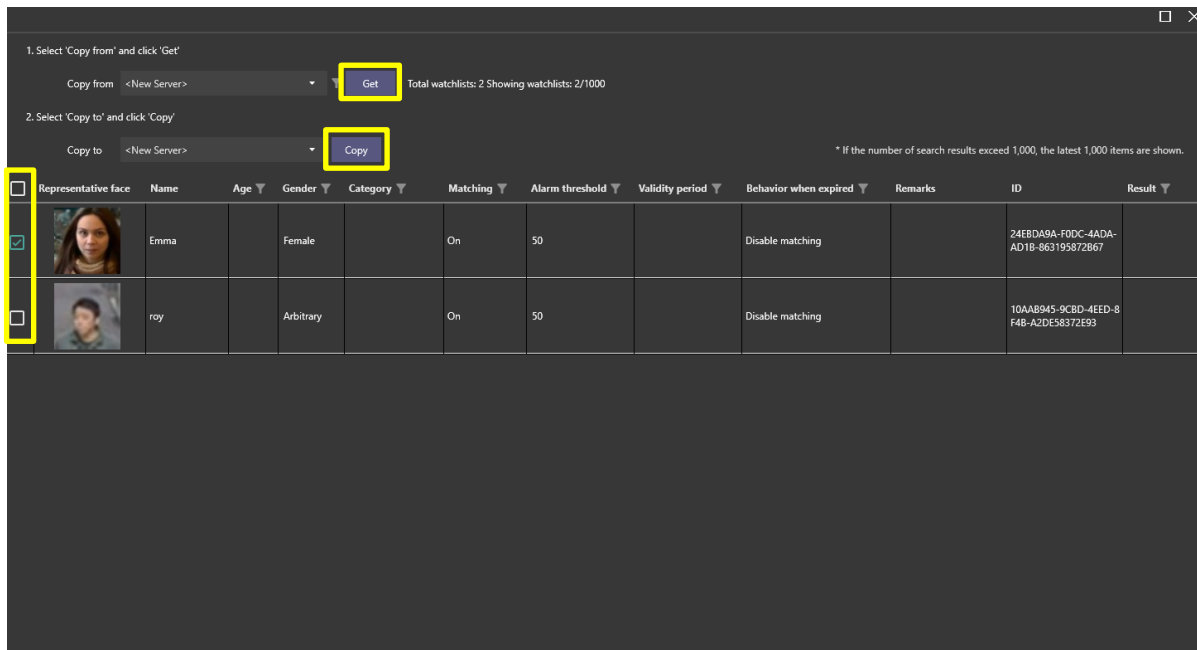 1. Select 'Copy from' and click 'Get'
Copy from <New Server> Get Total watchlists: 2 Showing watchlists: 2/1000
2. Select 'Copy to' and click 'Copy'
Copy to <New Server> Copy * If the number of search results exceed 1,000, the latest 1,000 items are shown.
Representative face Name Age Gender Category Matching Alarm threshold Validity period Behavior when expired Remarks ID Result
Emma Female On 50 Disable matching 24EBDA9A-F0DC-4ADA-
AD1B-863195872B67
roy Arbitrary On 50 Disable matching 10AAB945-9CBD-4EED-8
F4B-A2DE58372E93